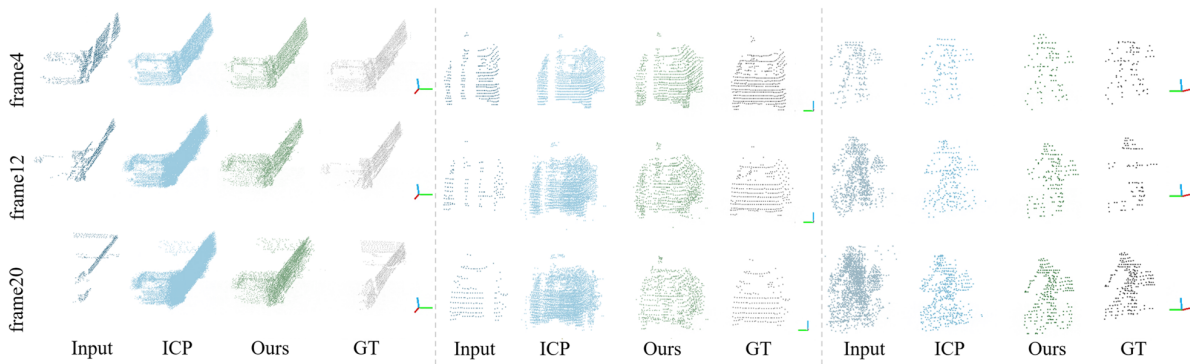 frame4
frame12
frame20
Input ICP Ours GT Input ICP Ours GT Input ICP Ours GT